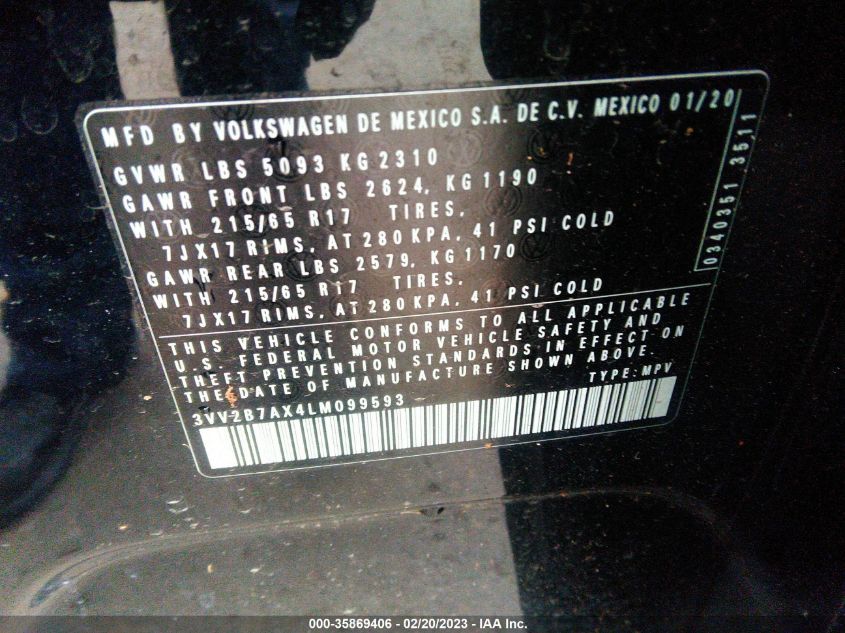 MFD BY VOLKSWAGEN DE MEXICO S.A. DE C.V. MEXICO 01/20
GVWR LBS 5093 KG 2310
GAWR FRONT LBS 2624, KG 1190
WITH 215/65 R17 TIRES,
7JX17 RIMS, AT 280 KPA, 41 PSI COLD
GAWR REAR LBS 2579, KG 1170
WITH 215/65 R17 TIRES,
7JX17 RIMS, AT 280 KPA, 41 PSI COLD
0340351 3511
THIS VEHICLE CONFORMS TO ALL APPLICABLE
U.S. FEDERAL MOTOR VEHICLE SAFETY AND
THEFT PREVENTION STANDARDS IN EFFECT ON
THE DATE OF MANUFACTURE SHOWN ABOVE.
TYPE: MPV
3VV2B7AX4LM099593
000-35869406 - 02/20/2023 - IAA Inc.